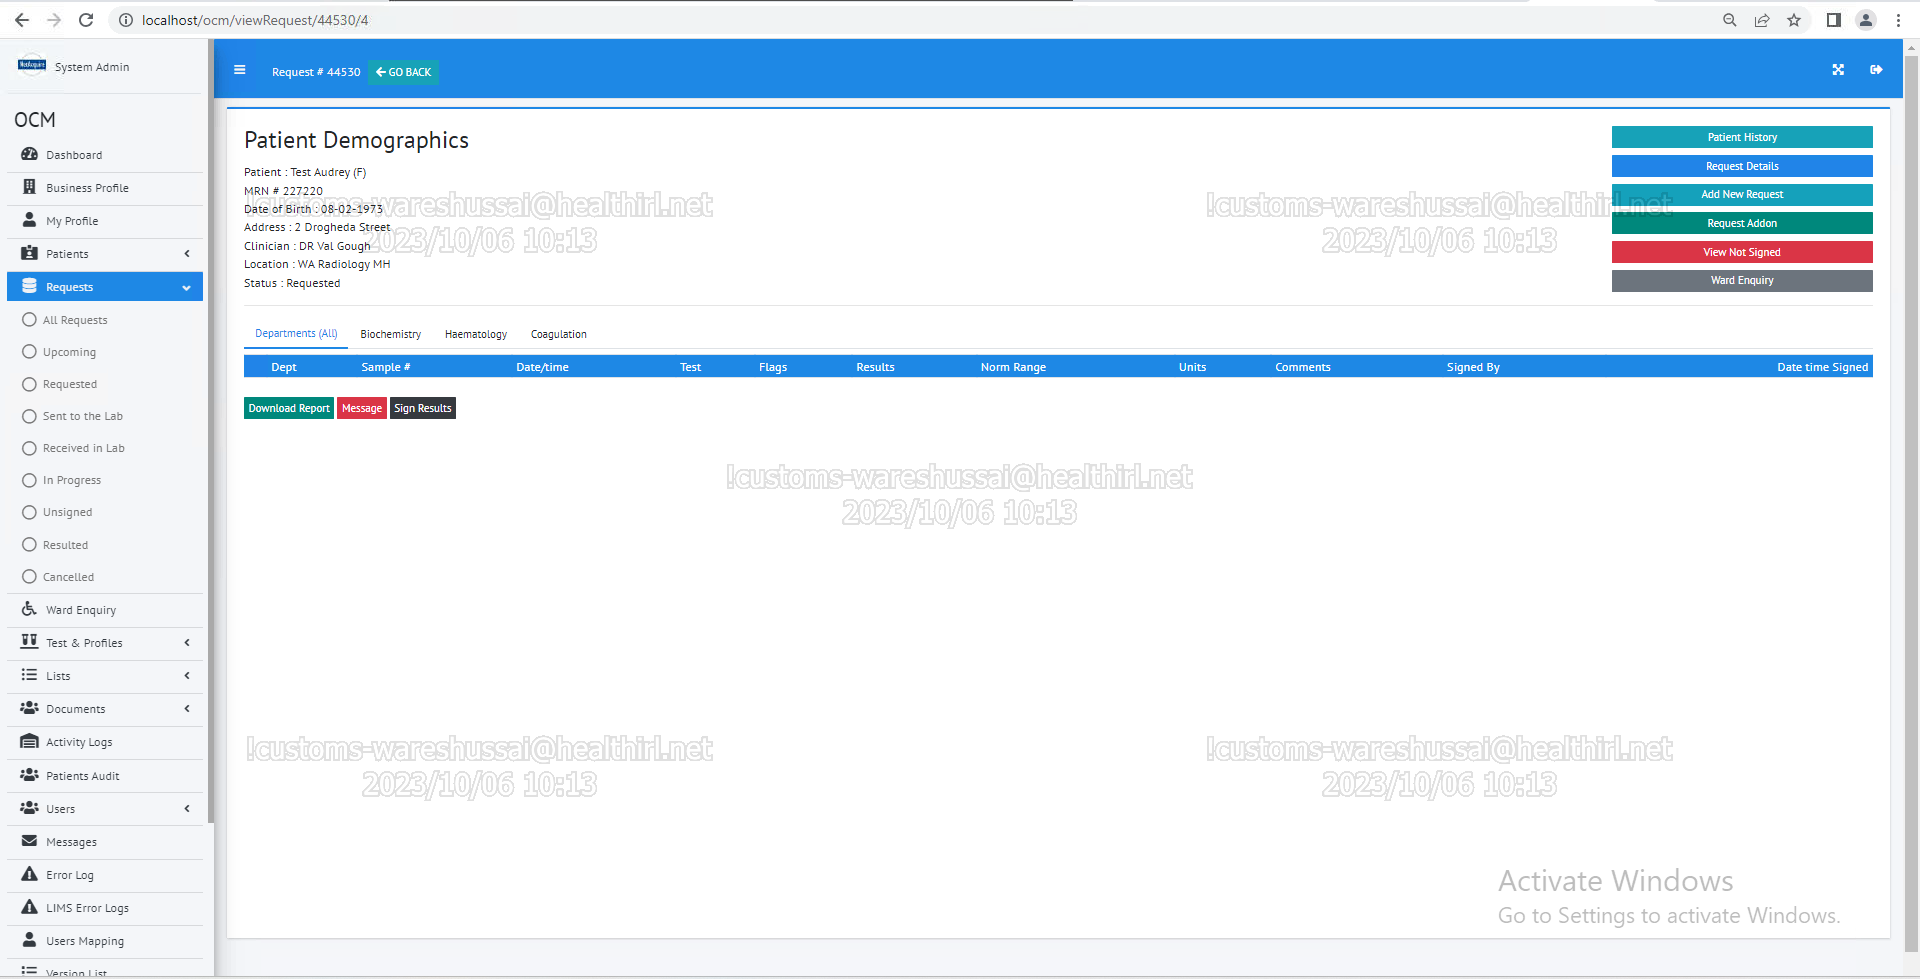 localhost/ocm/viewRequest/44530/4
NetAcquire
System Admin
Request # 44530
GO BACK
OCM
Dashboard
Business Profile
My Profile
Patients
Requests
All Requests
Upcoming
Requested
Sent to the Lab
Received in Lab
In Progress
Unsigned
Resulted
Cancelled
Ward Enquiry
Test & Profiles
Lists
Documents
Activity Logs
Patients Audit
Users
Messages
Error Log
LIMS Error Logs
Users Mapping
Version List
Patient Demographics
Patient : Test Audrey (F)
MRN # 227220
Date of Birth : 08-02-1973
Address : 2 Drogheda Street
Clinician : DR Val Gough
Location : WA Radiology MH
Status : Requested
Patient History
Request Details
Add New Request
Request Addon
View Not Signed
Ward Enquiry
Departments (All) Biochemistry Haematology Coagulation
Dept Sample # Date/time Test Flags Results Norm Range Units Comments Signed By Date time Signed
Download Report Message Sign Results
!customs-wareshussai@healthirl.net
2023/10/06 10:13
!customs-wareshussai@healthirl.net
2023/10/06 10:13
!customs-wareshussai@healthirl.net
2023/10/06 10:13
!customs-wareshussai@healthirl.net
2023/10/06 10:13
!customs-wareshussai@healthirl.net
2023/10/06 10:13
Activate Windows
Go to Settings to activate Windows.